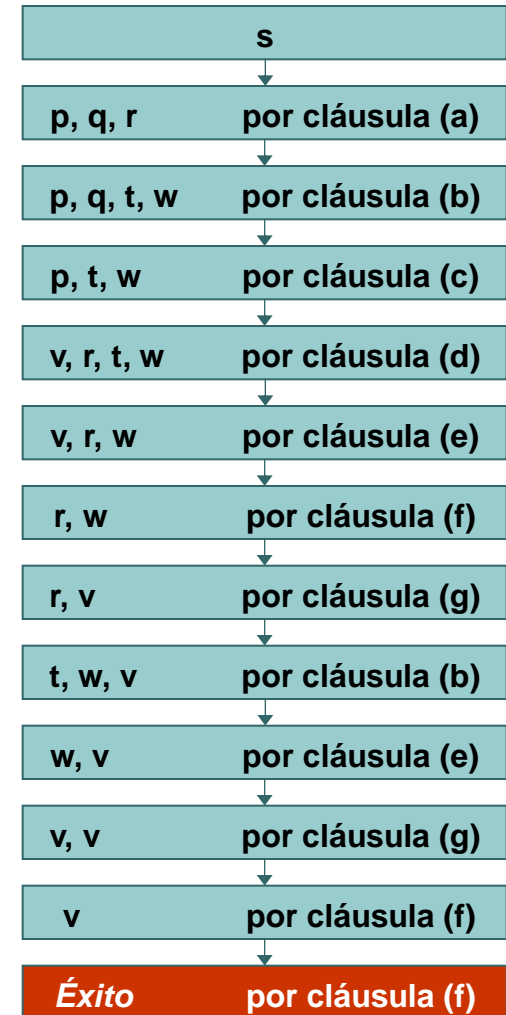 s
p, q, r por cláusula (a)
p, q, t, w por cláusula (b)
p, t, w por cláusula (c)
v, r, t, w por cláusula (d)
v, r, w por cláusula (e)
r, w por cláusula (f)
r, v por cláusula (g)
t, w, v por cláusula (b)
w, v por cláusula (e)
v, v por cláusula (g)
v por cláusula (f)
Éxito por cláusula (f)